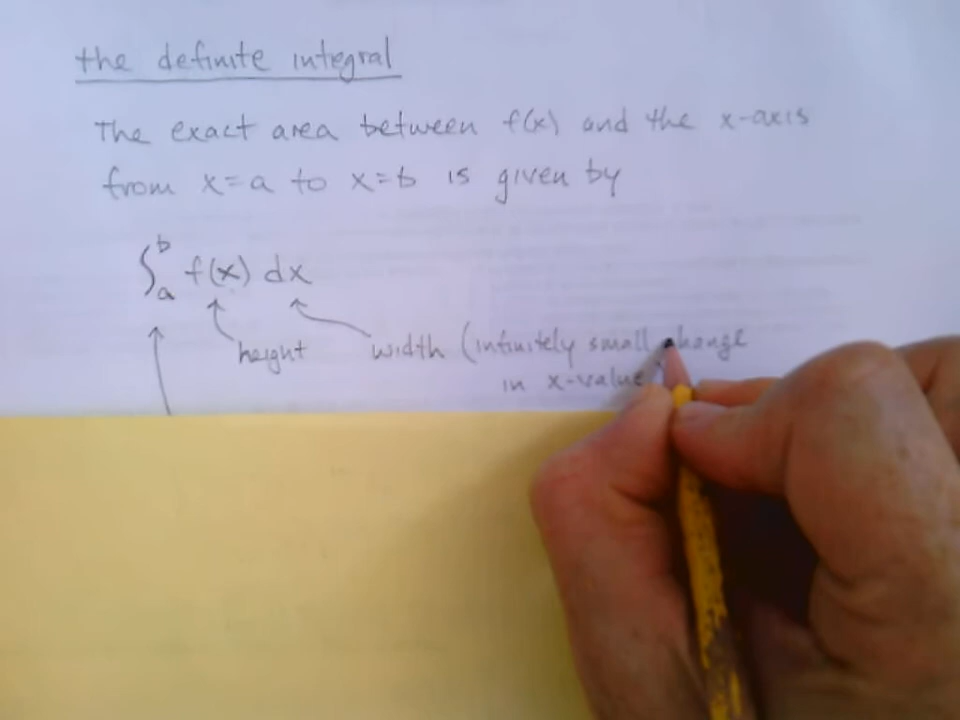 the definite integral
The exact area between f(x) and the x-axis
from x=a to x=b is given by
∫_a^b f(x) dx
height width (infinitely small change
in x-value